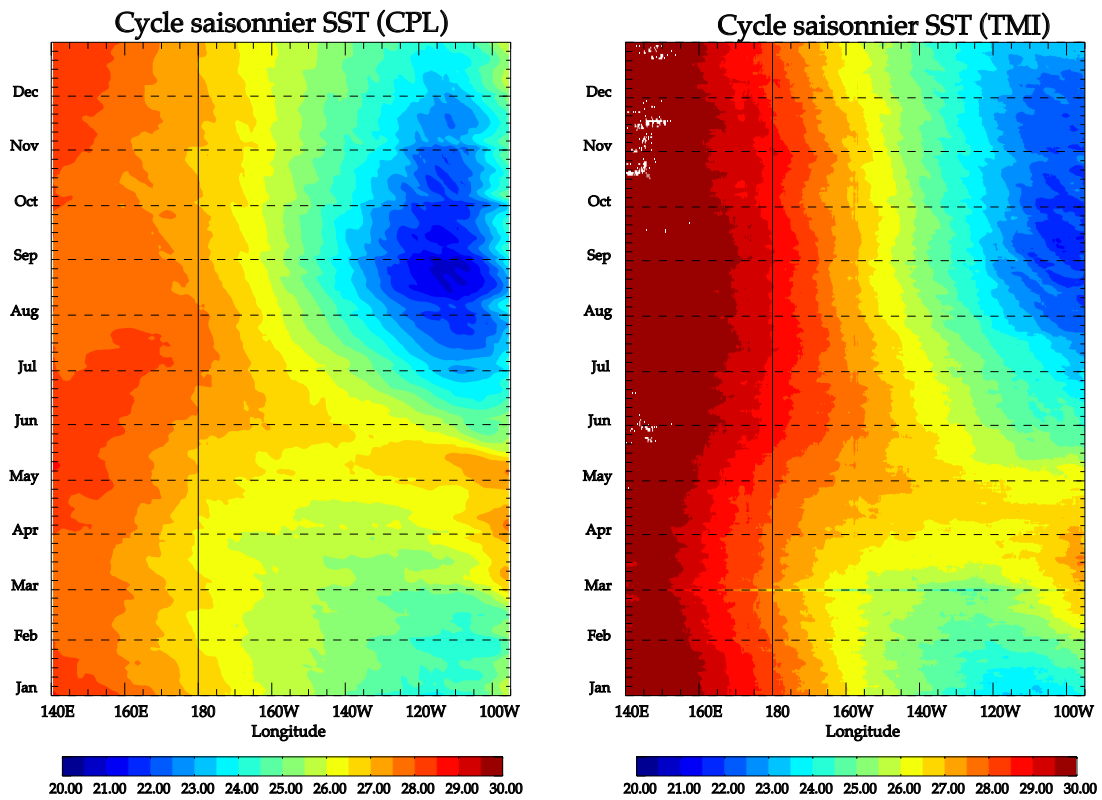 Cycle saisonnier SST (CPL)
Dec
Nov
Oct
Sep
Aug
Jul
Jun
May
Apr
Mar
Feb
Jan
140E 160E 180 160W 140W 120W 100W
Longitude
20.00 21.00 22.00 23.00 24.00 25.00 26.00 27.00 28.00 29.00 30.00
Cycle saisonnier SST (TMI)
Dec
Nov
Oct
Sep
Aug
Jul
Jun
May
Apr
Mar
Feb
Jan
140E 160E 180 160W 140W 120W 100W
Longitude
20.00 21.00 22.00 23.00 24.00 25.00 26.00 27.00 28.00 29.00 30.00